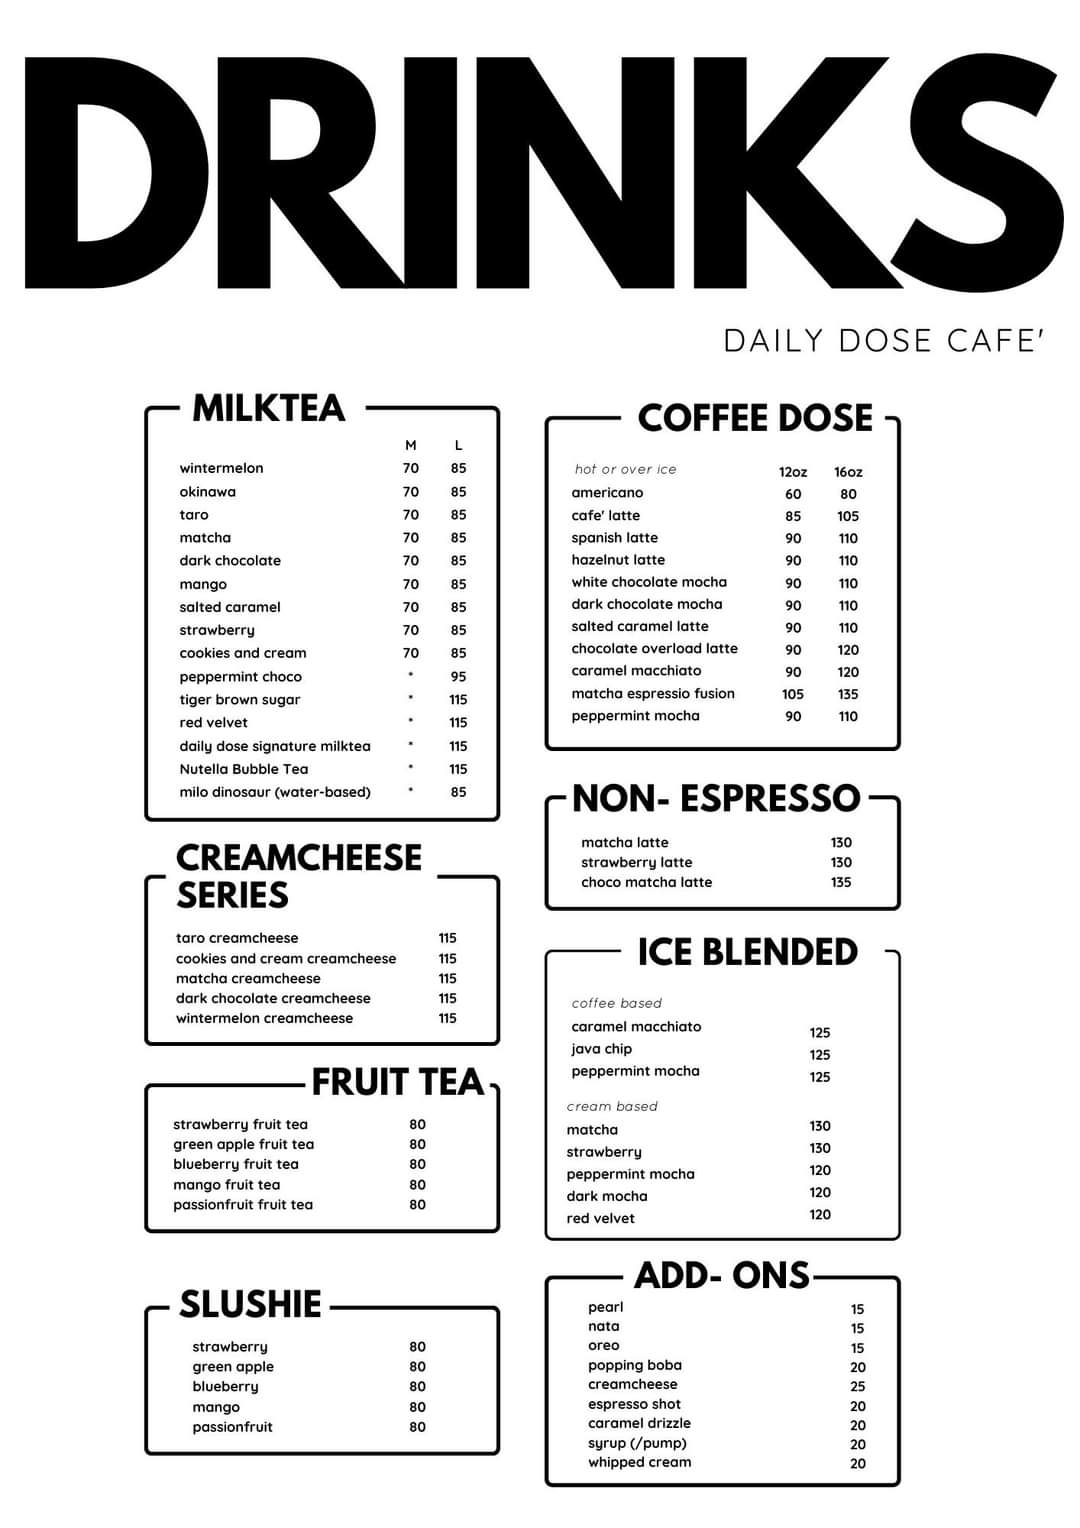 DRINKS
DAILY DOSE CAFE'
MILKTEA
M L
wintermelon 70 85
okinawa 70 85
taro 70 85
matcha 70 85
dark chocolate 70 85
mango 70 85
salted caramel 70 85
strawberry 70 85
cookies and cream 70 85
peppermint choco * 95
tiger brown sugar * 115
red velvet * 115
daily dose signature milktea * 115
Nutella Bubble Tea * 115
milo dinosaur (water-based) * 85
CREAMCHEESE
SERIES
taro creamcheese 115
cookies and cream creamcheese 115
matcha creamcheese 115
dark chocolate creamcheese 115
wintermelon creamcheese 115
FRUIT TEA
strawberry fruit tea 80
green apple fruit tea 80
blueberry fruit tea 80
mango fruit tea 80
passionfruit fruit tea 80
SLUSHIE
strawberry 80
green apple 80
blueberry 80
mango 80
passionfruit 80
COFFEE DOSE
hot or over ice 12oz 16oz
americano 60 80
cafe' latte 85 105
spanish latte 90 110
hazelnut latte 90 110
white chocolate mocha 90 110
dark chocolate mocha 90 110
salted caramel latte 90 110
chocolate overload latte 90 120
caramel macchiato 90 120
matcha espressio fusion 105 135
peppermint mocha 90 110
NON- ESPRESSO
matcha latte 130
strawberry latte 130
choco matcha latte 135
ICE BLENDED
coffee based
caramel macchiato 125
java chip 125
peppermint mocha 125
cream based
matcha 130
strawberry 130
peppermint mocha 120
dark mocha 120
red velvet 120
ADD- ONS
pearl 15
nata 15
oreo 15
popping boba 20
creamcheese 25
espresso shot 20
caramel drizzle 20
syrup (/pump) 20
whipped cream 20